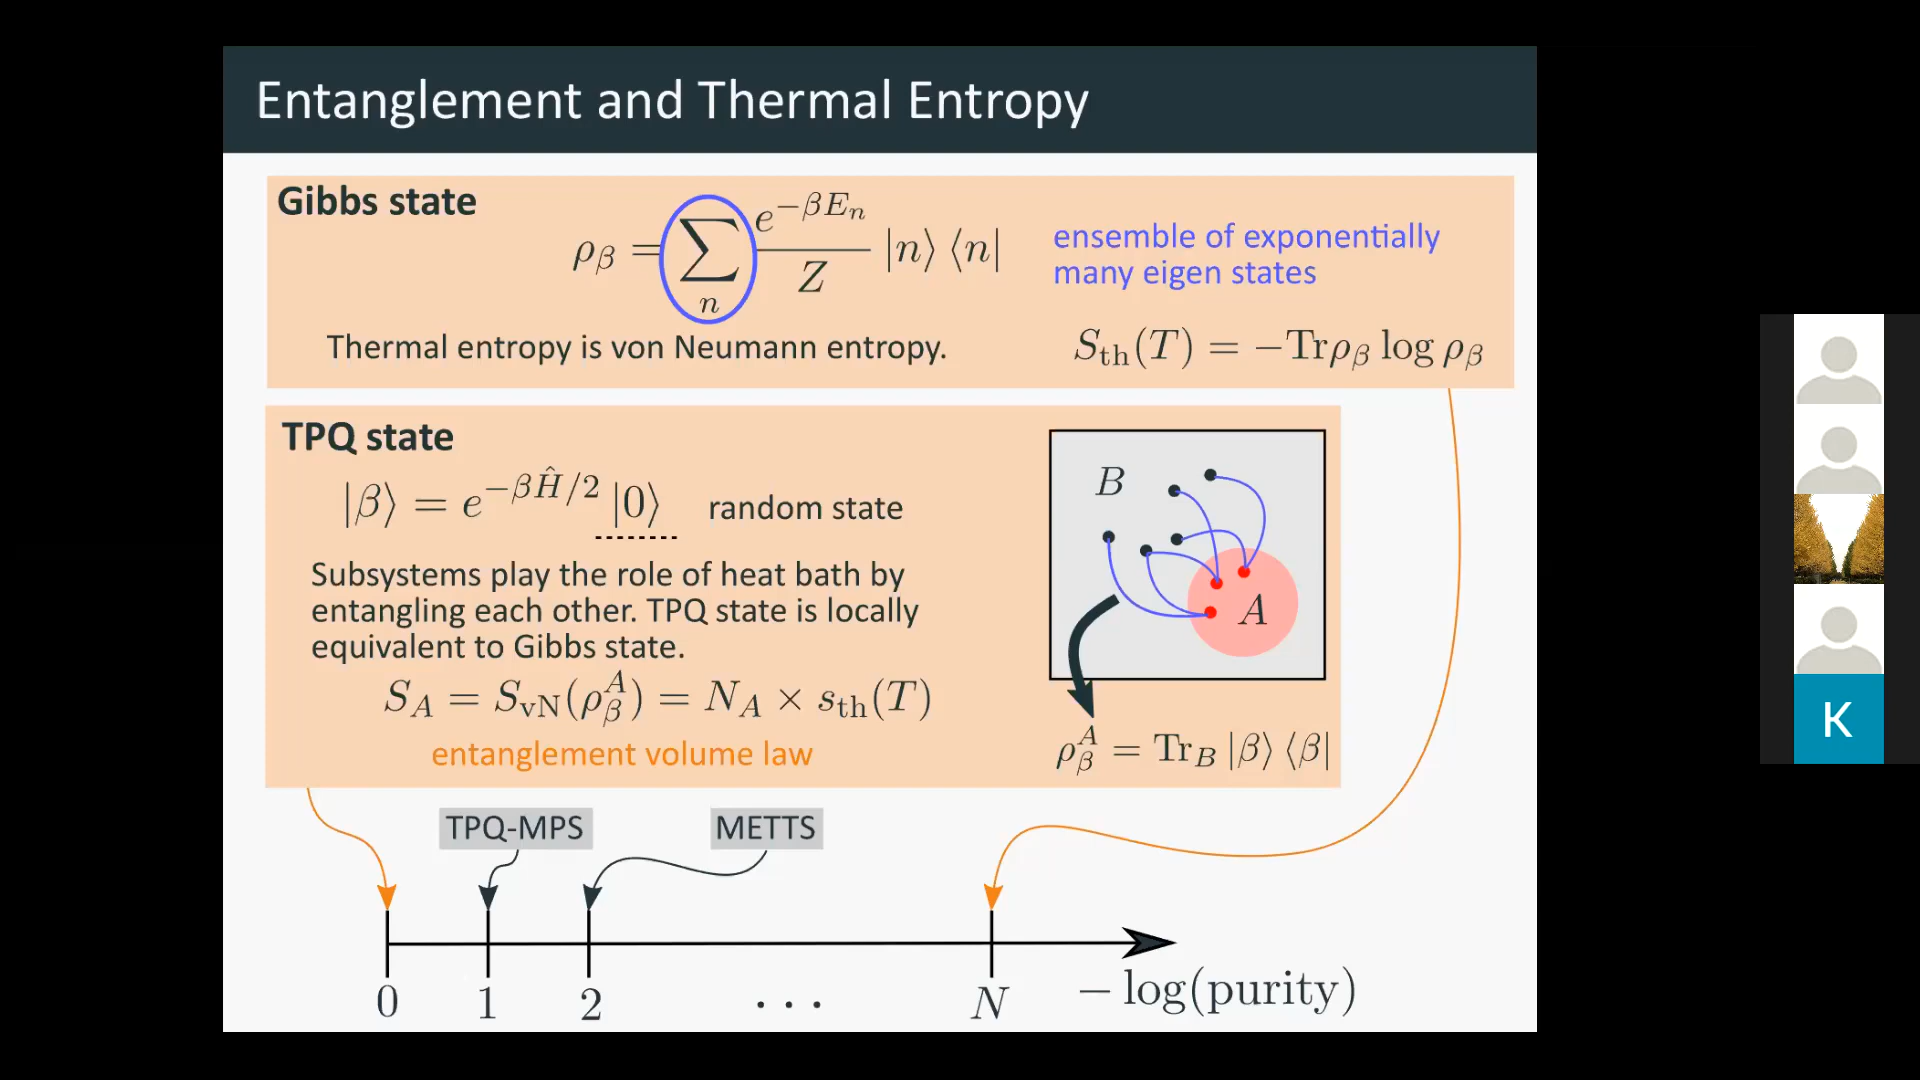 Entanglement and Thermal Entropy
Gibbs state
ρ_β = ∑_n e^{-βE_n} / Z |n⟩ ⟨n|
ensemble of exponentially
many eigen states
Thermal entropy is von Neumann entropy.
S_th(T) = −Trρ_β log ρ_β
TPQ state
|β⟩ = e^{-βĤ/2} |0⟩ random state
Subsystems play the role of heat bath by
entangling each other. TPQ state is locally
equivalent to Gibbs state.
S_A = S_vN(ρ_β^A) = N_A × s_th(T)
entanglement volume law
B
A
ρ_β^A = Tr_B |β⟩ ⟨β|
TPQ-MPS
METTS
0 1 2 ... N
− log(purity)
K